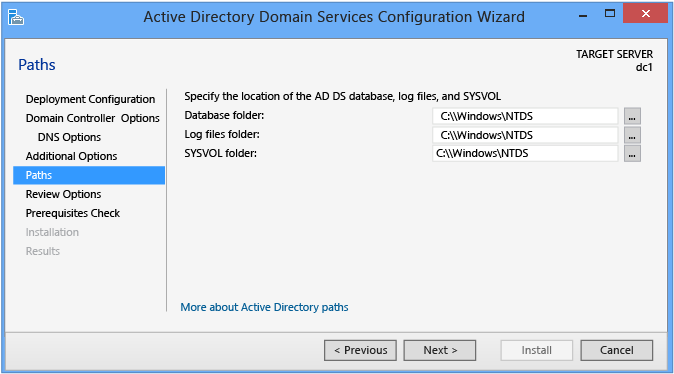 Active Directory Domain Services Configuration Wizard
Paths
TARGET SERVER
dc1
Deployment Configuration
Domain Controller Options
DNS Options
Additional Options
Paths
Review Options
Prerequisites Check
Installation
Results
Specify the location of the AD DS database, log files, and SYSVOL
Database folder: C:\\Windows\NTDS ...
Log files folder: C:\\Windows\NTDS ...
SYSVOL folder: C:\\Windows\NTDS ...
More about Active Directory paths
< Previous Next > Install Cancel